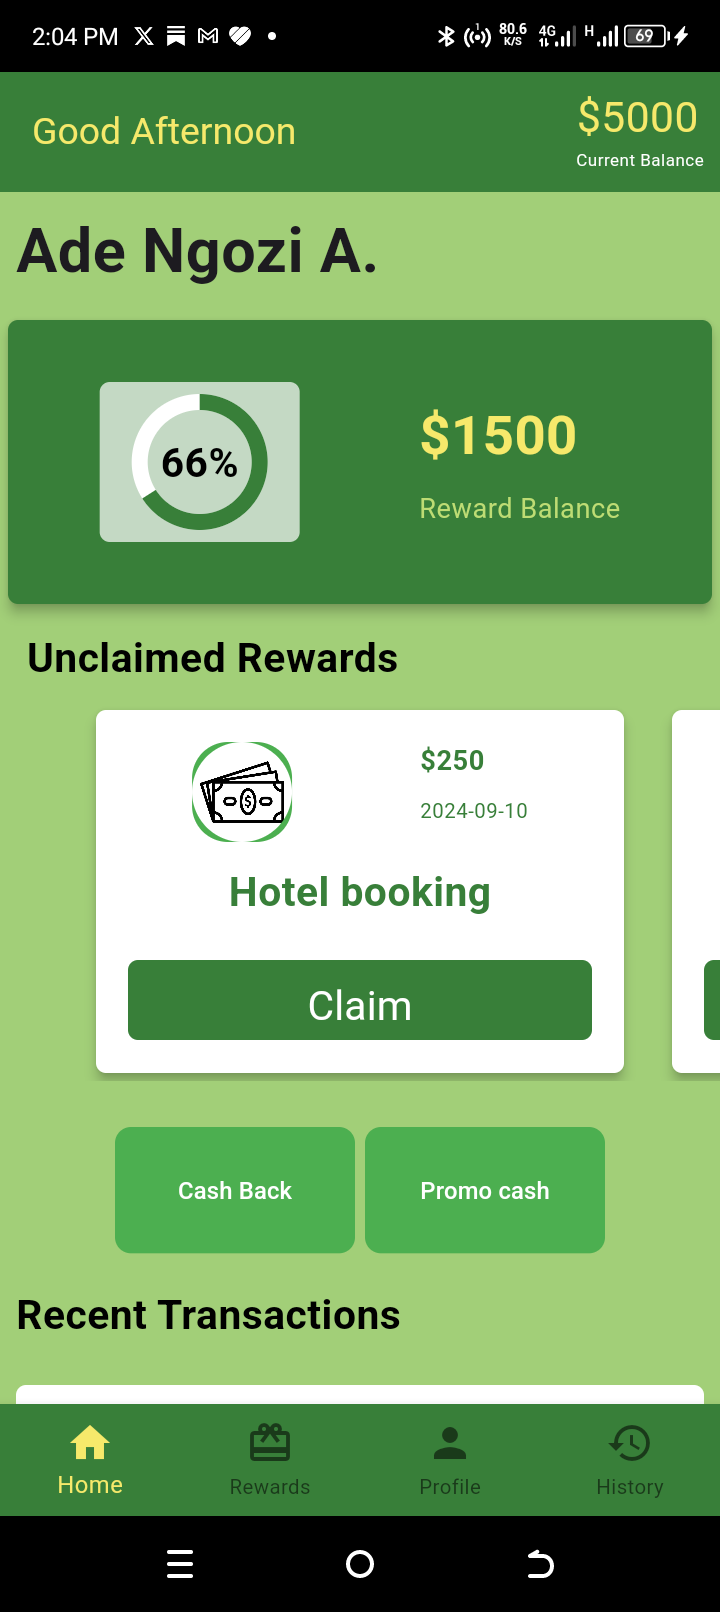 2:04 PM
80.6 K/S 4G H 69
Good Afternoon
$5000
Current Balance
Ade Ngozi A.
66%
$1500
Reward Balance
Unclaimed Rewards
$250
2024-09-10
Hotel booking
Claim
Cash Back
Promo cash
Recent Transactions
Home
Rewards
Profile
History